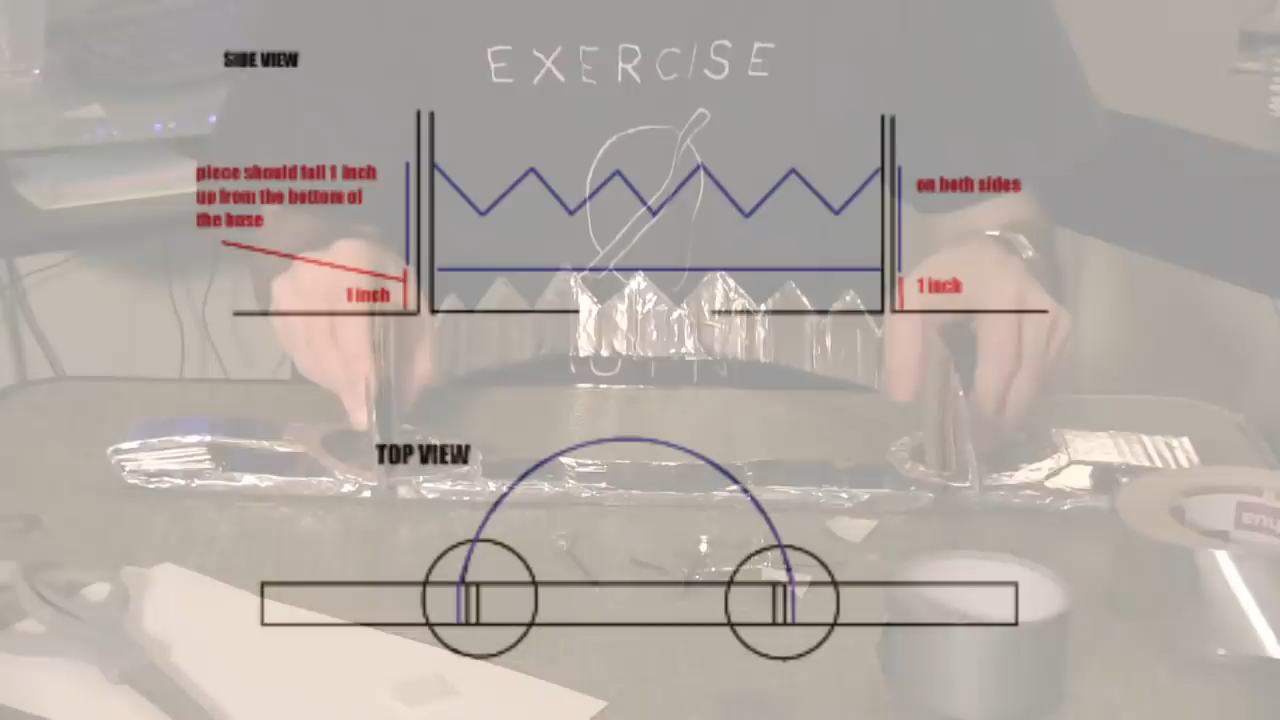 SIDE VIEW
EXERCISE
piece should fall 1 inch
up from the bottom of
the base
on both sides
1 inch
1 inch
TOP VIEW